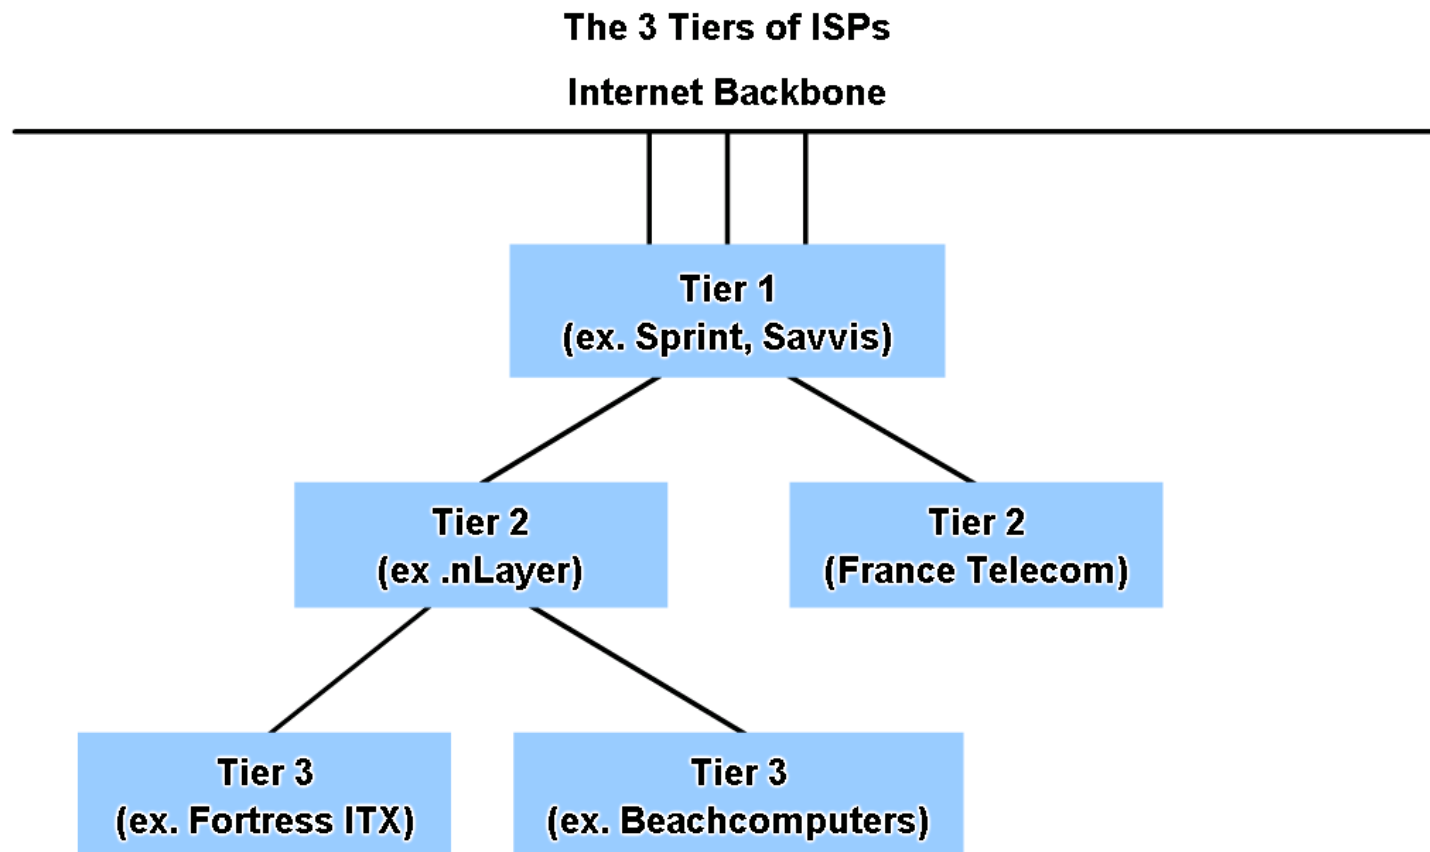 The 3 Tiers of ISPs
Internet Backbone
Tier 1
(ex. Sprint, Savvis)
Tier 2
(ex .nLayer)
Tier 2
(France Telecom)
Tier 3
(ex. Fortress ITX)
Tier 3
(ex. Beachcomputers)